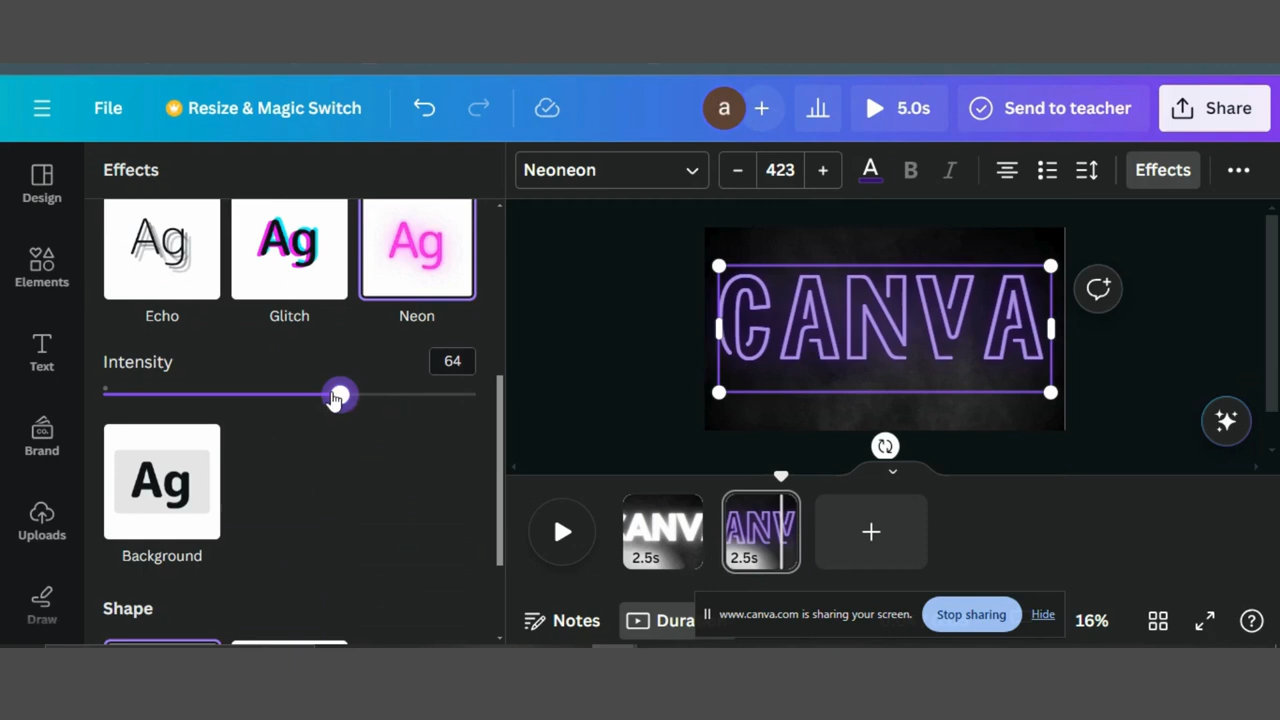 File
Resize & Magic Switch
a
5.0s
Send to teacher
Share
Design
Elements
Text
Brand
CO.
Uploads
Draw
Effects
Ag
Ag
Ag
Echo
Glitch
Neon
Intensity
64
Ag
Background
Shape
Neoneon
423
A
B
I
Effects
CANVA
CANV
2.5s
ANV
2.5s
Notes
Dura
www.canva.com is sharing your screen.
Stop sharing
Hide
16%